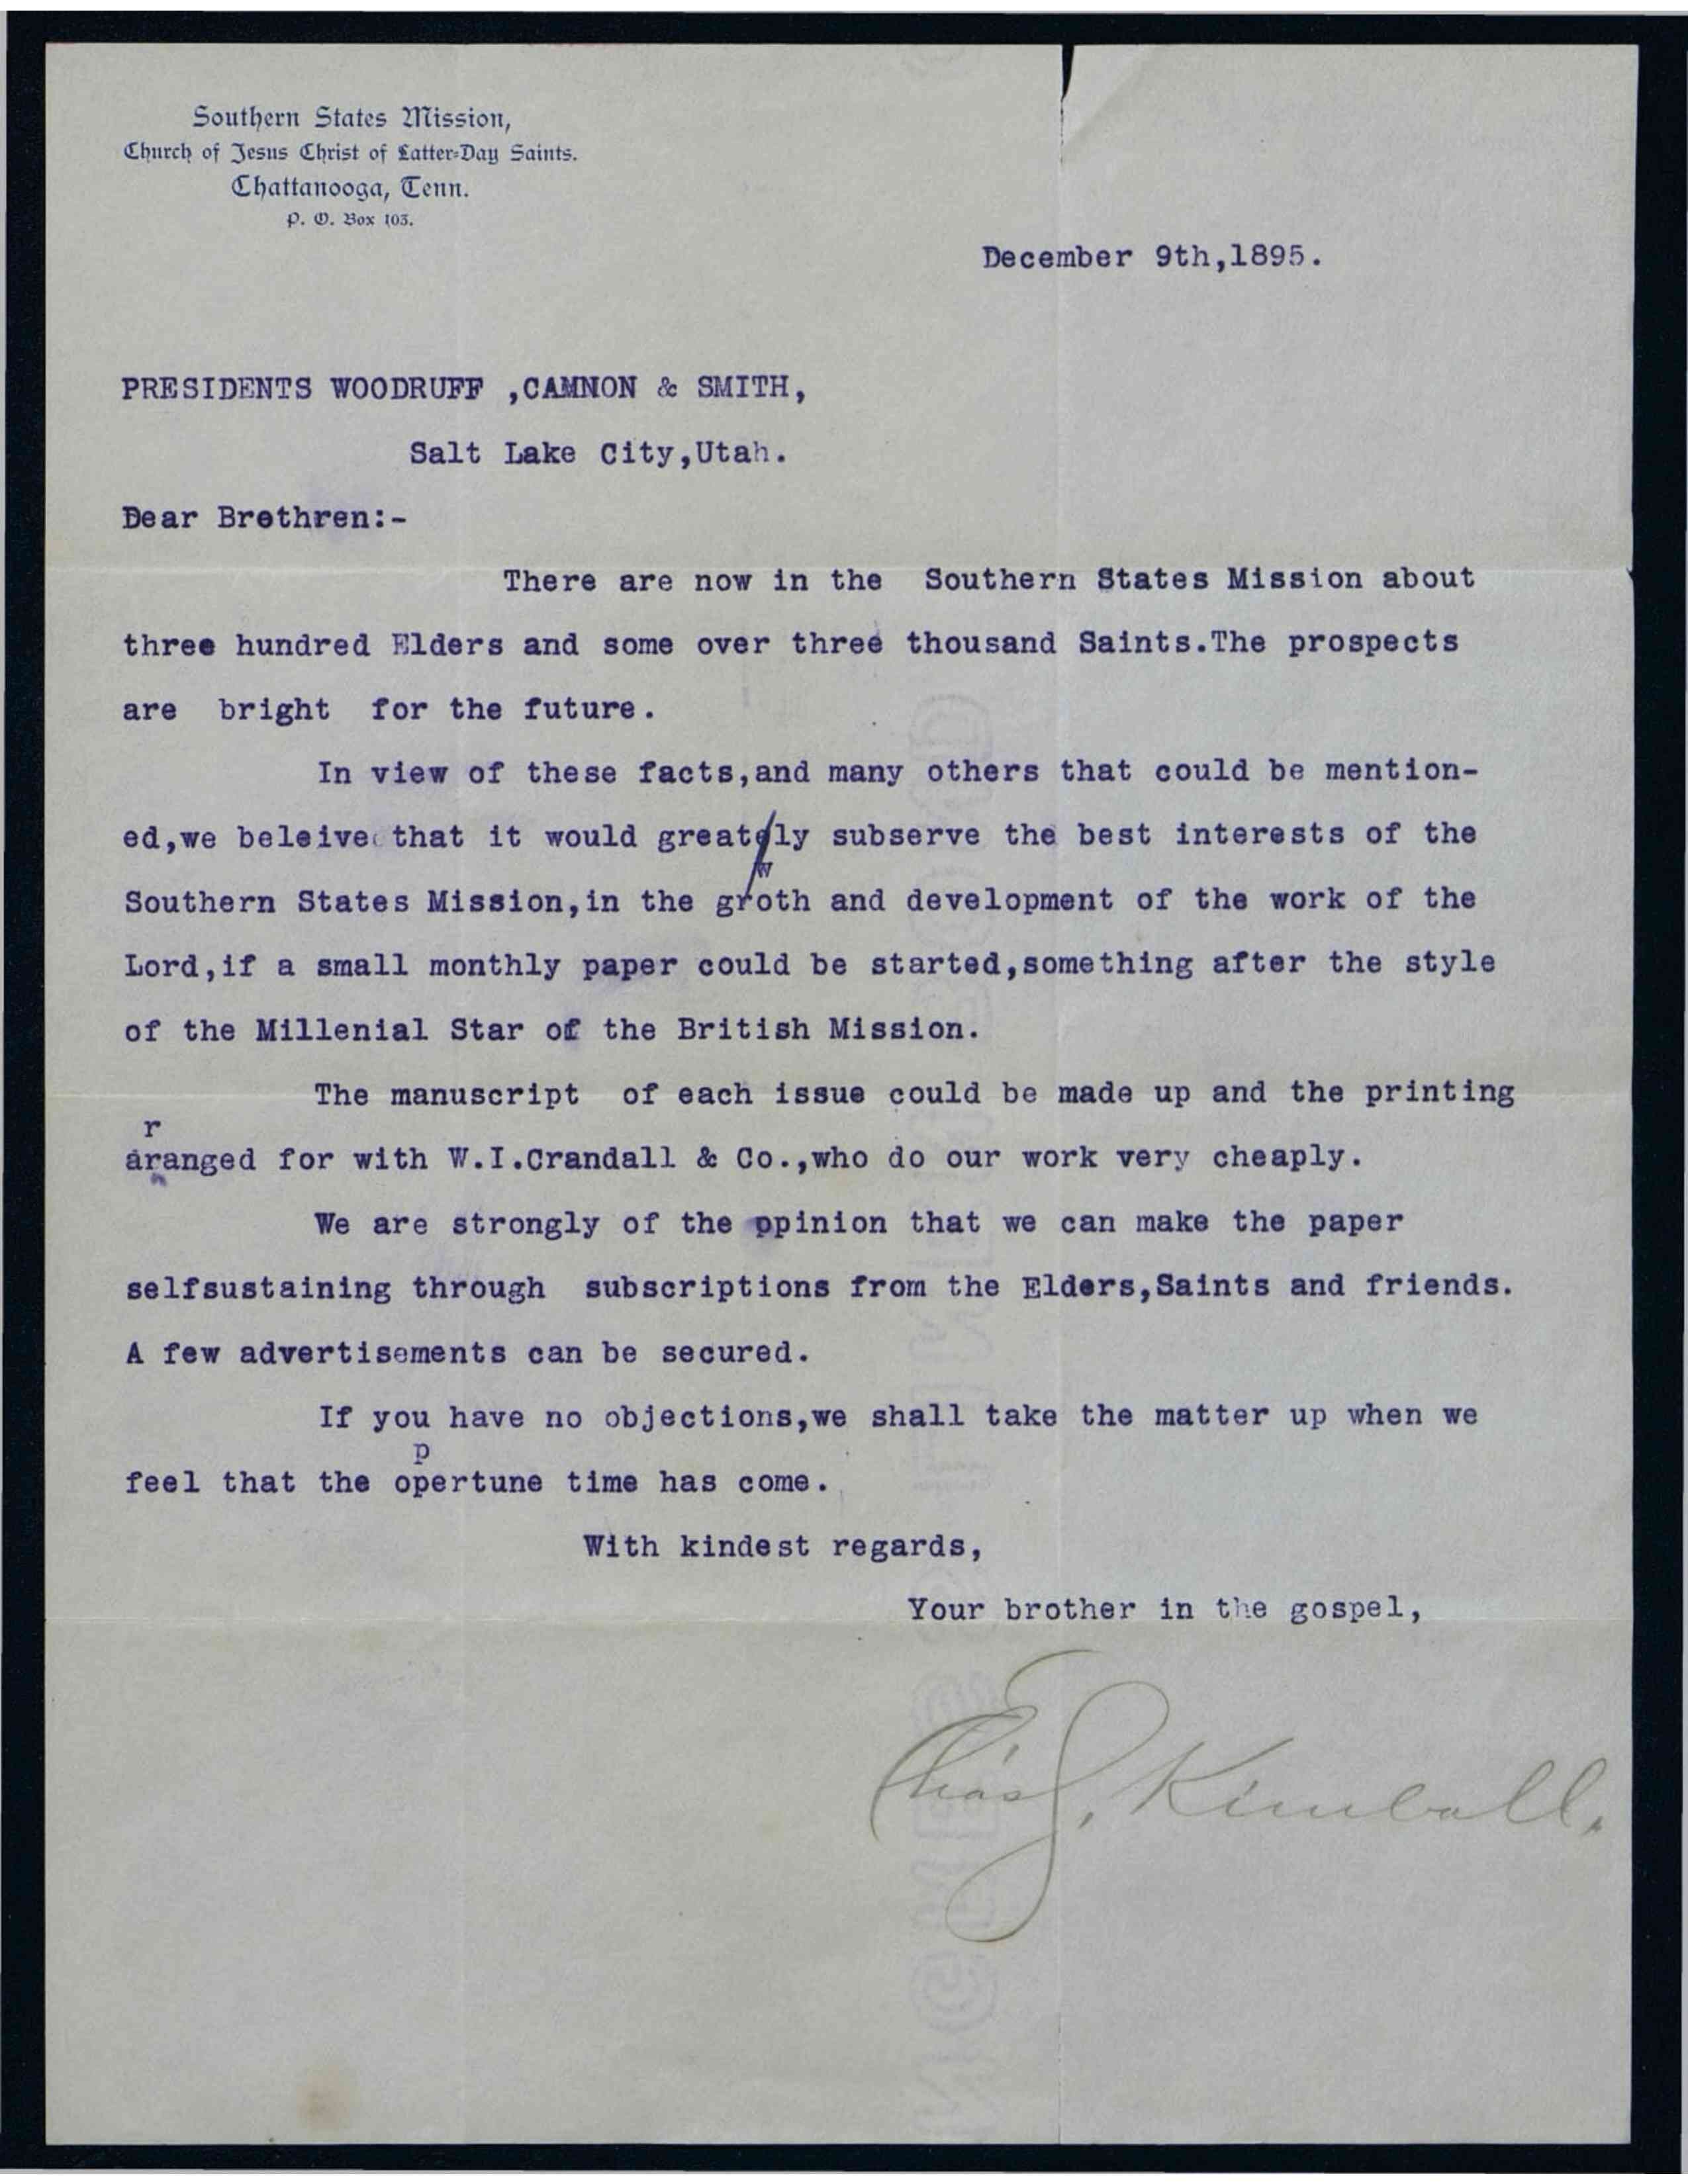 Southern States Mission,
Church of Jesus Christ of Latter-Day Saints.
Chattanooga, Tenn.
P. O. Box 103.
December 9th,1895.
PRESIDENTS WOODRUFF ,CAMNON & SMITH,
Salt Lake City,Utah.
Dear Brethren:-
There are now in the Southern States Mission about
three hundred Elders and some over three thousand Saints.The prospects
are bright for the future.
In view of these facts,and many others that could be mention-
ed,we beleive that it would greatly subserve the best interests of the
w
Southern States Mission,in the groth and development of the work of the
Lord,if a small monthly paper could be started,something after the style
of the Millenial Star of the British Mission.
The manuscript of each issue could be made up and the printing
r
aranged for with W.I.Crandall & Co.,who do our work very cheaply.
We are strongly of the opinion that we can make the paper
selfsustaining through subscriptions from the Elders,Saints and friends.
A few advertisements can be secured.
If you have no objections,we shall take the matter up when we
p
feel that the opertune time has come.
With kindest regards,
Your brother in the gospel,
Elias S. Kimball.